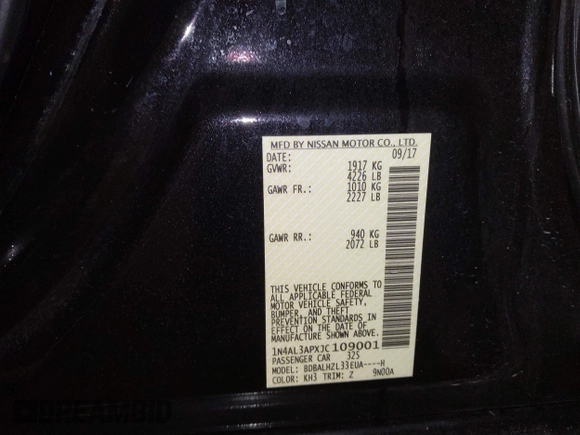 MFD BY NISSAN MOTOR CO., LTD.
DATE: 09/17
GVWR: 1917 KG
4226 LB
GAWR FR.: 1010 KG
2227 LB
GAWR RR.: 940 KG
2072 LB
THIS VEHICLE CONFORMS TO
ALL APPLICABLE FEDERAL
MOTOR VEHICLE SAFETY,
BUMPER, AND THEFT
PREVENTION STANDARDS IN
EFFECT ON THE DATE OF
MANUFACTURE SHOWN ABOVE.
1N4AL3APXJC109001
PASSENGER CAR 325
MODEL: BDBALHZL33EUA----H
COLOR: KH3 TRIM: Z 9N00A
DREAMBID